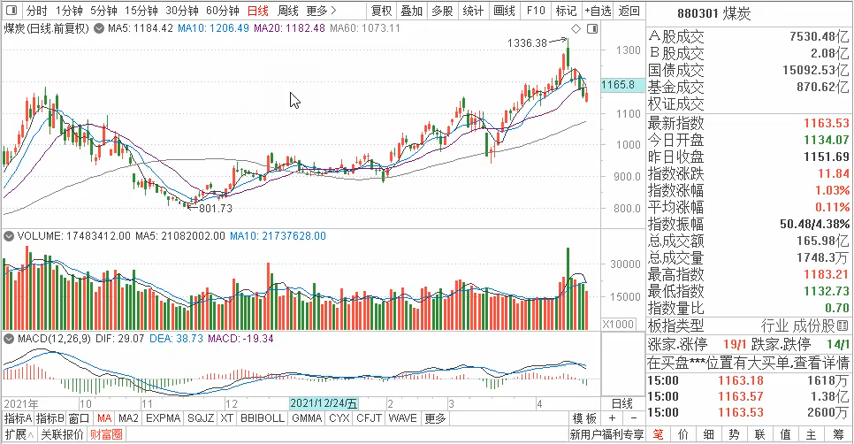 分时 1分钟 5分钟 15分钟 30分钟 60分钟 日线 周线 更多 复权 叠加 多股 统计 画线 F10 标记 +自选 返回
煤炭(日线.前复权) MA5: 1184.42 MA10: 1206.49 MA20: 1182.48 MA60: 1073.11
1336.38
1300
1165.8
1100
1000
900.0
800.0
801.73
VOLUME: 17483412.00 MA5: 21082002.00 MA10: 21737628.00
30000
15000
X1000
MACD(12,26,9) DIF: 29.07 DEA: 38.73 MACD: -19.34
2021年 10 11 12 2021/12/24/五 2 3 4 日线
指标A 指标B 窗口 MA MA2 EXPMA SQJZ XT BBIBOLL GMMA CYX CFJT WAVE 更多 模板 + -
扩展 关联报价 财富圈 新用户福利专享
880301 煤炭
A股成交 7530.48亿
B股成交 2.08亿
国债成交 15092.53亿
基金成交 870.62亿
权证成交
最新指数 1163.53
今日开盘 1134.07
昨日收盘 1151.69
指数涨跌 11.84
指数涨幅 1.03%
平均涨幅 0.11%
指数振幅 50.48/4.38%
总成交额 165.98亿
总成交量 1748.3万
最高指数 1183.21
最低指数 1132.73
指数量比 0.70
板指类型 行业 成份股
涨家.涨停 19/1 跌家.跌停 14/1
在买盘***位置有大买单,查看详情
15:00 1163.18 1618万
15:00 1163.57 1.38亿
15:00 1163.53 2600万
笔 价 细 势 联 值 主 筹